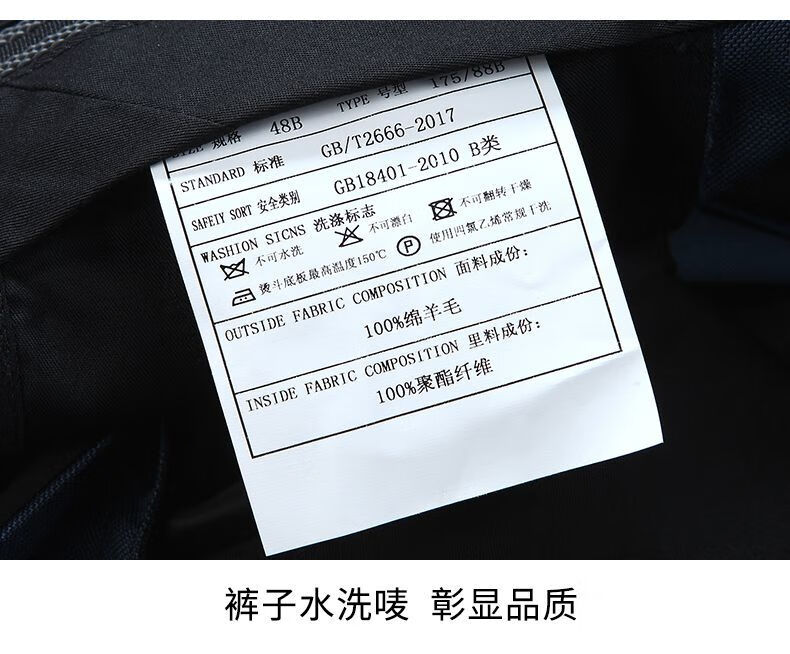 SIZE 规格 48B TYPE 号型 175/88B
STANDARD 标准 GB/T2666-2017
SAFEIY SORT 安全类别 GB18401-2010 B类
WASHION SIGNS 洗涤标志
不可水洗 不可漂白 不可翻转干燥
熨斗底板最高温度150℃ P 使用四氯乙烯常规干洗
OUTSIDE FABRIC COMPOSITION 面料成份:
100%绵羊毛
INSIDE FABRIC COMPOSITION 里料成份:
100%聚酯纤维
裤子水洗唛 彰显品质